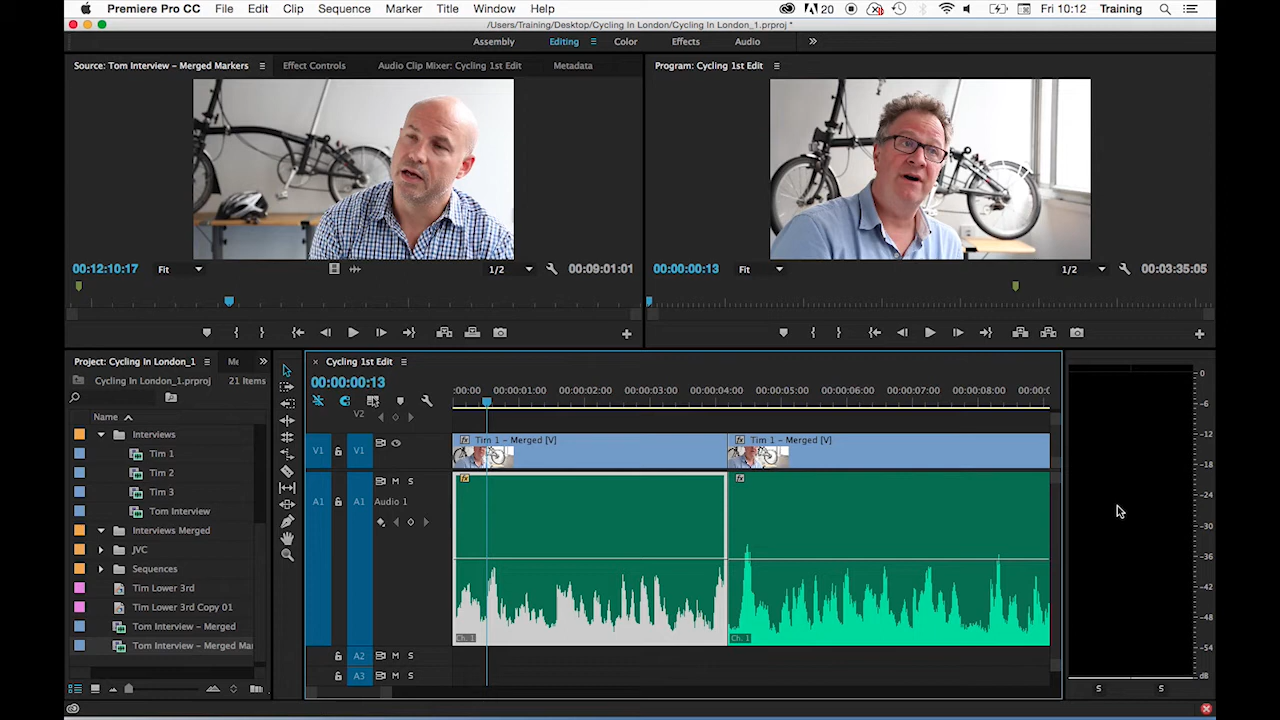 Premiere Pro CC File Edit Clip Sequence Marker Title Window Help 20 Fri 10:12 Training
/Users/Training/Desktop/Cycling In London/Cycling In London_1.prproj *
Assembly Editing Color Effects Audio
Source: Tom Interview – Merged Markers Effect Controls Audio Clip Mixer: Cycling 1st Edit Metadata Program: Cycling 1st Edit
00:12:10:17 Fit 1/2 00:09:01:01 00:00:00:13 Fit 1/2 00:03:35:05
Project: Cycling In London_1 Me
Cycling In London_1.prproj 21 Items
Name
Interviews
Tim 1
Tim 2
Tim 3
Tom Interview
Interviews Merged
JVC
Sequences
Tim Lower 3rd
Tim Lower 3rd Copy 01
Tom Interview – Merged
Tom Interview – Merged Mar
Cycling 1st Edit
00:00:00:13
:00:00 00:00:01:00 00:00:02:00 00:00:03:00 00:00:04:00 00:00:05:00 00:00:06:00 00:00:07:00 00:00:08:00 00:00:0
V2
V1 V1 fx Tim 1 – Merged [V] fx Tim 1 – Merged [V]
M S fx fx
A1 A1 Audio 1
Ch. 1 Ch. 1
A2 M S
A3 M S
0
-6
-12
-18
-24
-30
-36
-42
-48
-54
dB
S S